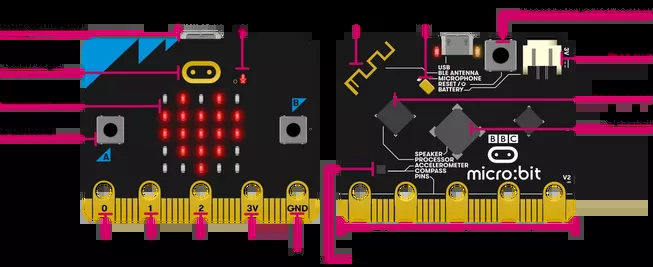 B
A
0 1 2 3V GND
USB
BLE ANTENNA
MICROPHONE
RESET /
BATTERY
3V
SPEAKER
PROCESSOR
ACCELEROMETER
COMPASS
PINS
BBC
micro:bit
V2